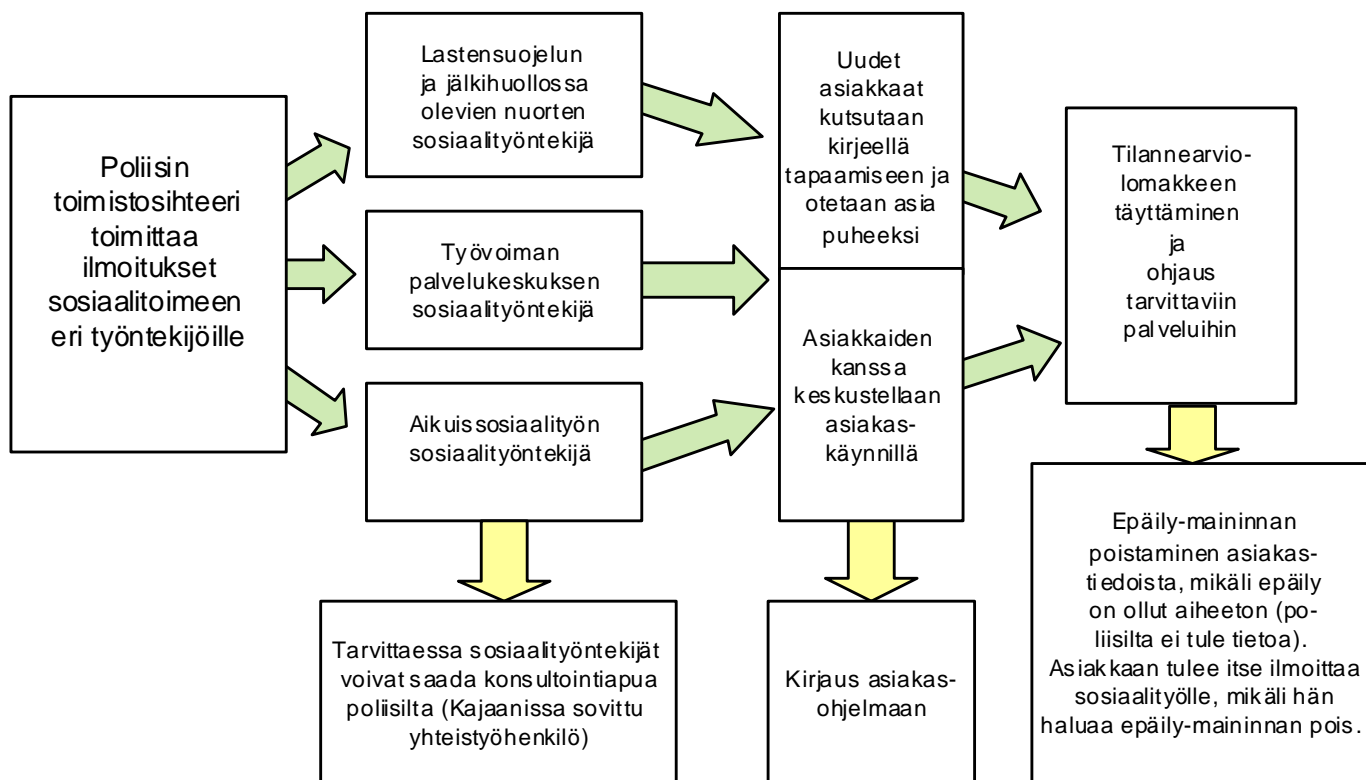 Poliisin
toimistosihteeri
toimittaa
ilmoitukset
sosiaalitoimeen
eri työntekijöille
Lastensuojelun
ja jälkihuollossa
olevien nuorten
sosiaalityöntekijä
Työvoiman
palvelukeskuksen
sosiaalityöntekijä
Aikuissosiaalityön
sosiaalityöntekijä
Uudet
asiakkaat
kutsutaan
kirjeellä
tapaamiseen ja
otetaan asia
puheeksi
Asiakkaiden
kanssa
keskustellaan
asiakas-
käynnillä
Tilannearvio-
lomakkeen
täyttäminen
ja
ohjaus
tarvittaviin
palveluihin
Tarvittaessa sosiaalityöntekijät
voivat saada konsultointiapua
poliisilta (Kajaanissa sovittu
yhteistyöhenkilö)
Kirjaus asiakas-
ohjelmaan
Epäily-maininnan
poistaminen asiakas-
tiedoista, mikäli epäily
on ollut aiheeton (po-
liisilta ei tule tietoa).
Asiakkaan tulee itse ilmoittaa
sosiaalityölle, mikäli hän
haluaa epäily-maininnan pois.